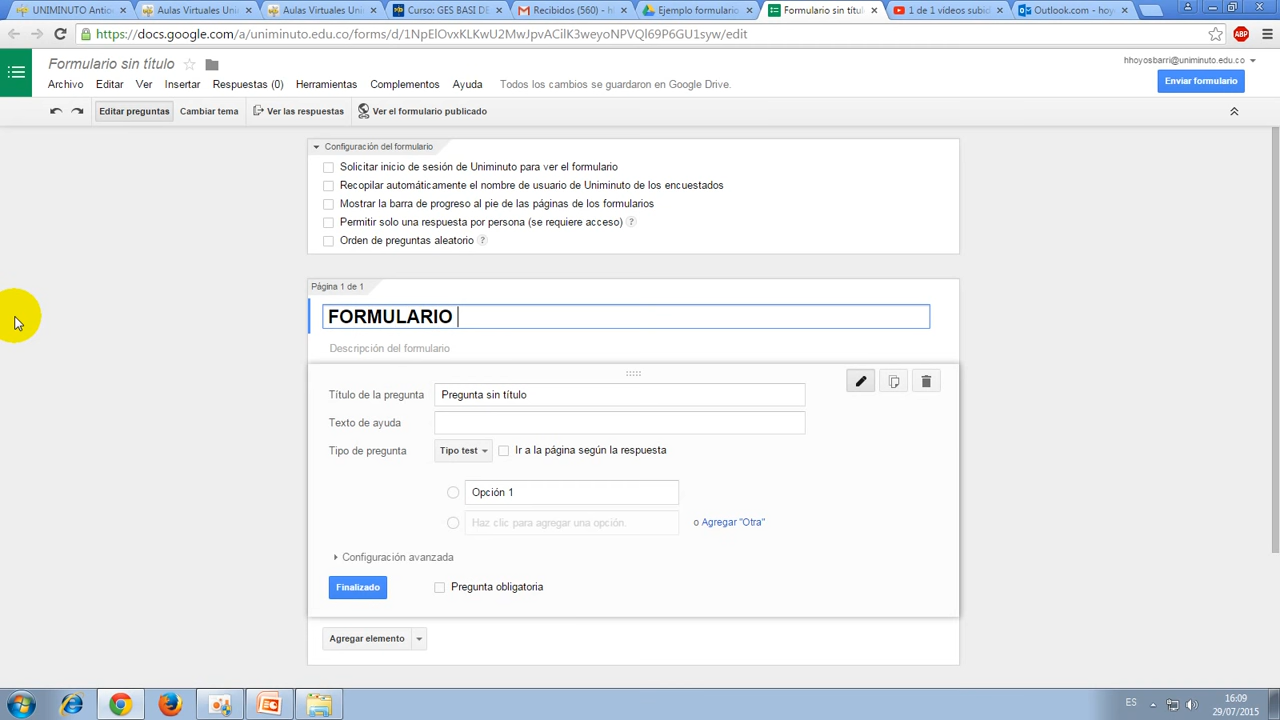 UNIMINUTO Antioc
Aulas Virtuales Uni
Aulas Virtuales Uni
Curso: GES BASI DE
Recibidos (560) - h
Ejemplo formulario
Formulario sin títu
1 de 1 vídeos subid
Outlook.com - hoy
https://docs.google.com/a/uniminuto.edu.co/forms/d/1NpElOvxKLKwU2MwJpvACilK3weyoNPVQl69P6GU1syw/edit
ABP
Formulario sin título
hhoyosbarri@uniminuto.edu.co
Archivo Editar Ver Insertar Respuestas (0) Herramientas Complementos Ayuda Todos los cambios se guardaron en Google Drive.
Enviar formulario
Editar preguntas Cambiar tema Ver las respuestas Ver el formulario publicado
Configuración del formulario
Solicitar inicio de sesión de Uniminuto para ver el formulario
Recopilar automáticamente el nombre de usuario de Uniminuto de los encuestados
Mostrar la barra de progreso al pie de las páginas de los formularios
Permitir solo una respuesta por persona (se requiere acceso) ?
Orden de preguntas aleatorio ?
Página 1 de 1
FORMULARIO
Descripción del formulario
Título de la pregunta Pregunta sin título
Texto de ayuda
Tipo de pregunta Tipo test Ir a la página según la respuesta
Opción 1
Haz clic para agregar una opción. o Agregar "Otra"
Configuración avanzada
Finalizado Pregunta obligatoria
Agregar elemento
ES
16:09
29/07/2015